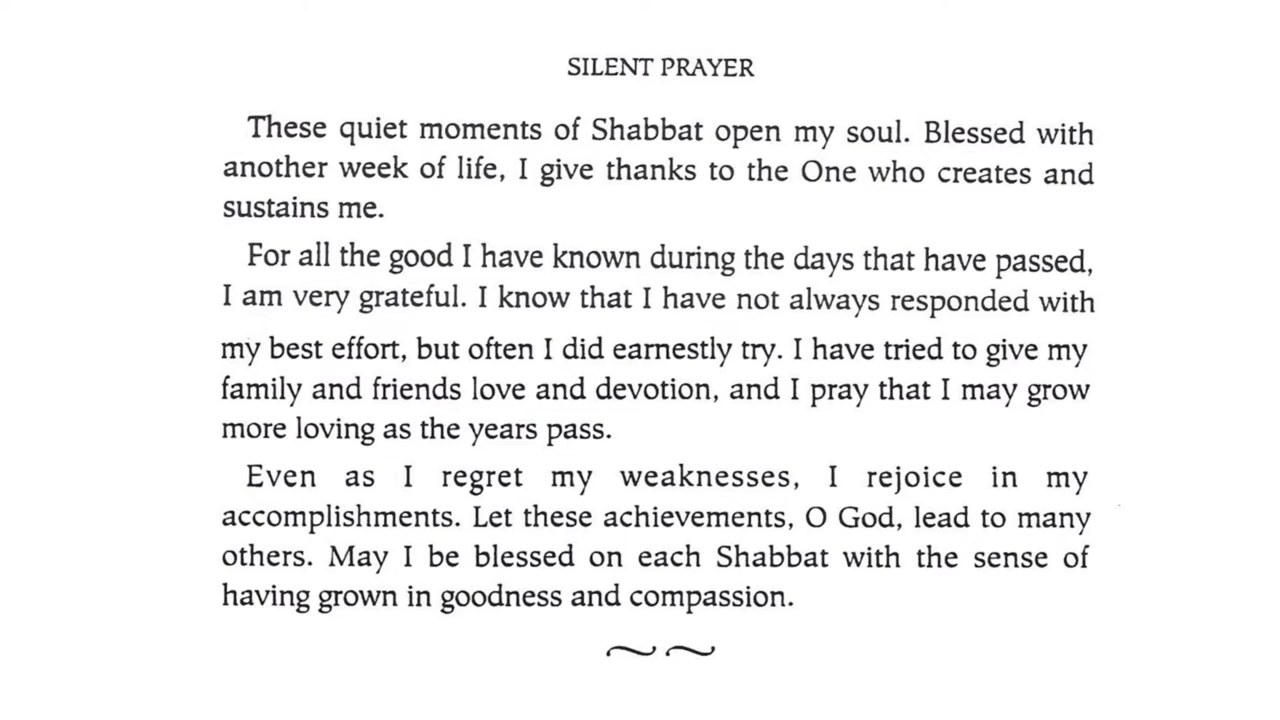 SILENT PRAYER
These quiet moments of Shabbat open my soul. Blessed with
another week of life, I give thanks to the One who creates and
sustains me.
For all the good I have known during the days that have passed,
I am very grateful. I know that I have not always responded with
my best effort, but often I did earnestly try. I have tried to give my
family and friends love and devotion, and I pray that I may grow
more loving as the years pass.
Even as I regret my weaknesses, I rejoice in my
accomplishments. Let these achievements, O God, lead to many
others. May I be blessed on each Shabbat with the sense of
having grown in goodness and compassion.